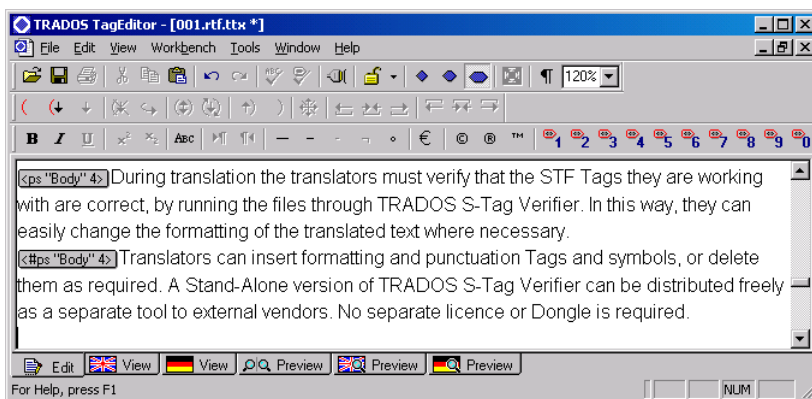 TRADOS TagEditor - [001.rtf.ttx *]
File Edit View Workbench Tools Window Help
ABC ¶ 120%
B I U x² x₂ ABC ¶ ¶ — – - ¬ ° € © ® ™ 1 2 3 4 5 6 7 8 9 0
<ps "Body" 4> During translation the translators must verify that the STF Tags they are working
with are correct, by running the files through TRADOS S-Tag Verifier. In this way, they can
easily change the formatting of the translated text where necessary.
<#ps "Body" 4> Translators can insert formatting and punctuation Tags and symbols, or delete
them as required. A Stand-Alone version of TRADOS S-Tag Verifier can be distributed freely
as a separate tool to external vendors. No separate licence or Dongle is required.
Edit View View Preview Preview Preview
For Help, press F1 NUM